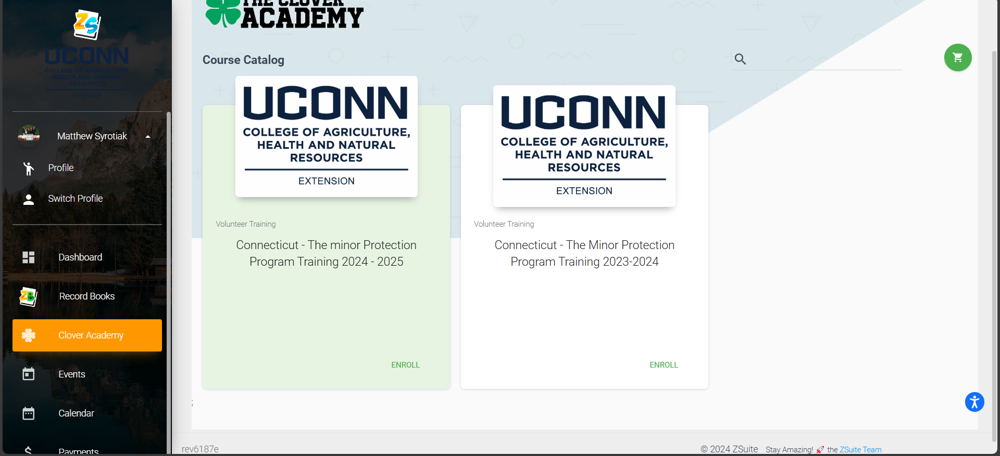 ZS
UCONN
COLLEGE OF AGRICULTURE,
HEALTH AND NATURAL
RESOURCES
EXTENSION
Matthew Syrotiak
Profile
Switch Profile
Dashboard
ZB
Record Books
Clover Academy
Events
Calendar
Payments
THE CLOVER
ACADEMY
Course Catalog
UCONN
COLLEGE OF AGRICULTURE,
HEALTH AND NATURAL
RESOURCES
EXTENSION
Volunteer Training
Connecticut - The minor Protection
Program Training 2024 - 2025
ENROLL
UCONN
COLLEGE OF AGRICULTURE,
HEALTH AND NATURAL
RESOURCES
EXTENSION
Volunteer Training
Connecticut - The Minor Protection
Program Training 2023-2024
ENROLL
;
rev6187e
© 2024 ZSuite Stay Amazing! 🚀 the ZSuite Team